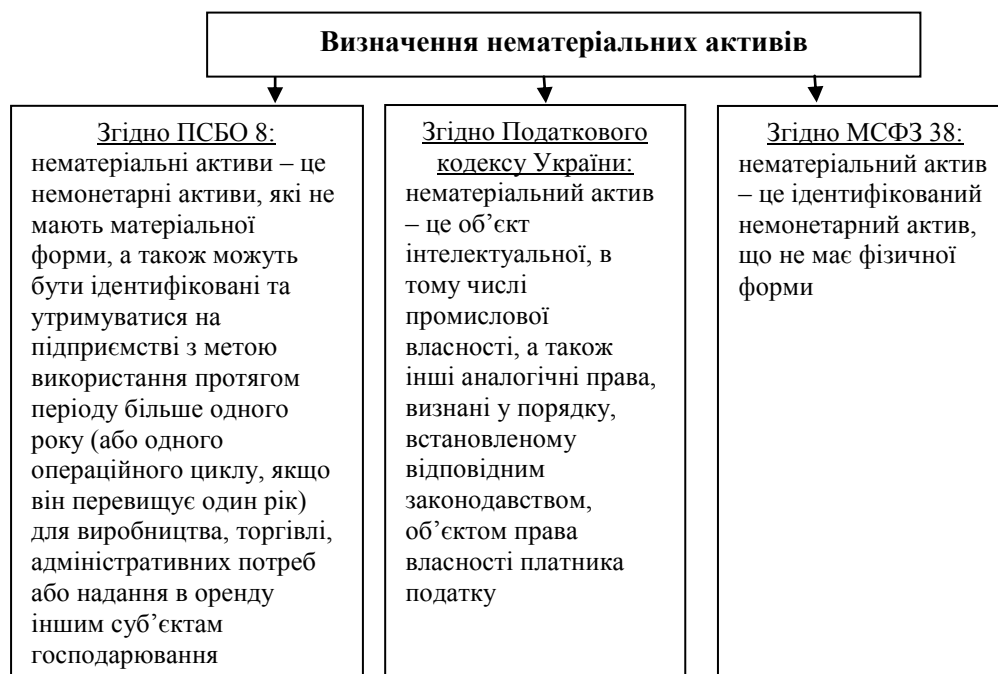 Визначення нематеріальних активів
Згідно ПСБО 8:
нематеріальні активи – це
немонетарні активи, які не
мають матеріальної
форми, а також можуть
бути ідентифіковані та
утримуватися на
підприємстві з метою
використання протягом
періоду більше одного
року (або одного
операційного циклу, якщо
він перевищує один рік)
для виробництва, торгівлі,
адміністративних потреб
або надання в оренду
іншим суб’єктам
господарювання
Згідно Податкового
кодексу України:
нематеріальний актив
– це об’єкт
інтелектуальної, в
тому числі
промислової
власності, а також
інші аналогічні права,
визнані у порядку,
встановленому
відповідним
законодавством,
об’єктом права
власності платника
податку
Згідно МСФЗ 38:
нематеріальний актив
– це ідентифікований
немонетарний актив,
що не має фізичної
форми